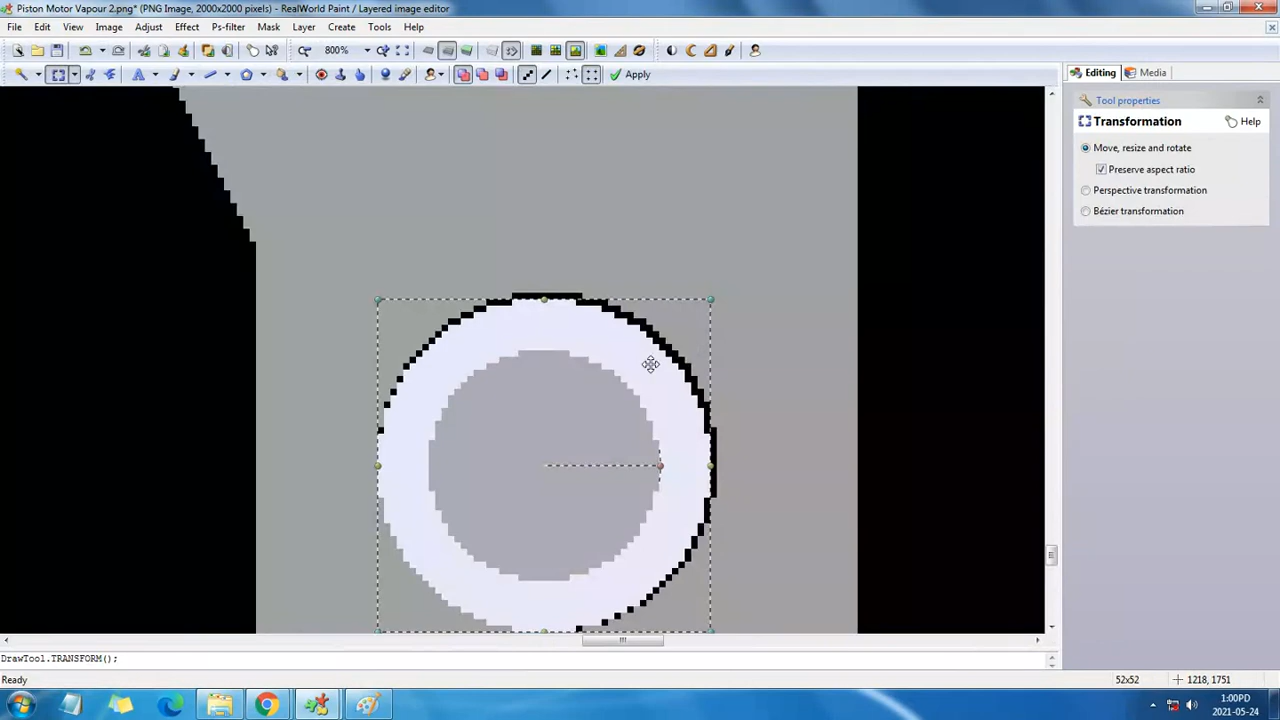 Piston Motor Vapour 2.png* (PNG Image, 2000x2000 pixels) - RealWorld Paint / Layered image editor
File Edit View Image Adjust Effect Ps-filter Mask Layer Create Tools Help
800%
Apply
Editing Media
Tool properties
Transformation Help
Move, resize and rotate
Preserve aspect ratio
Perspective transformation
Bézier transformation
DrawTool.TRANSFORM();
Ready 52x52 1218, 1751
1:00PD
2021-05-24